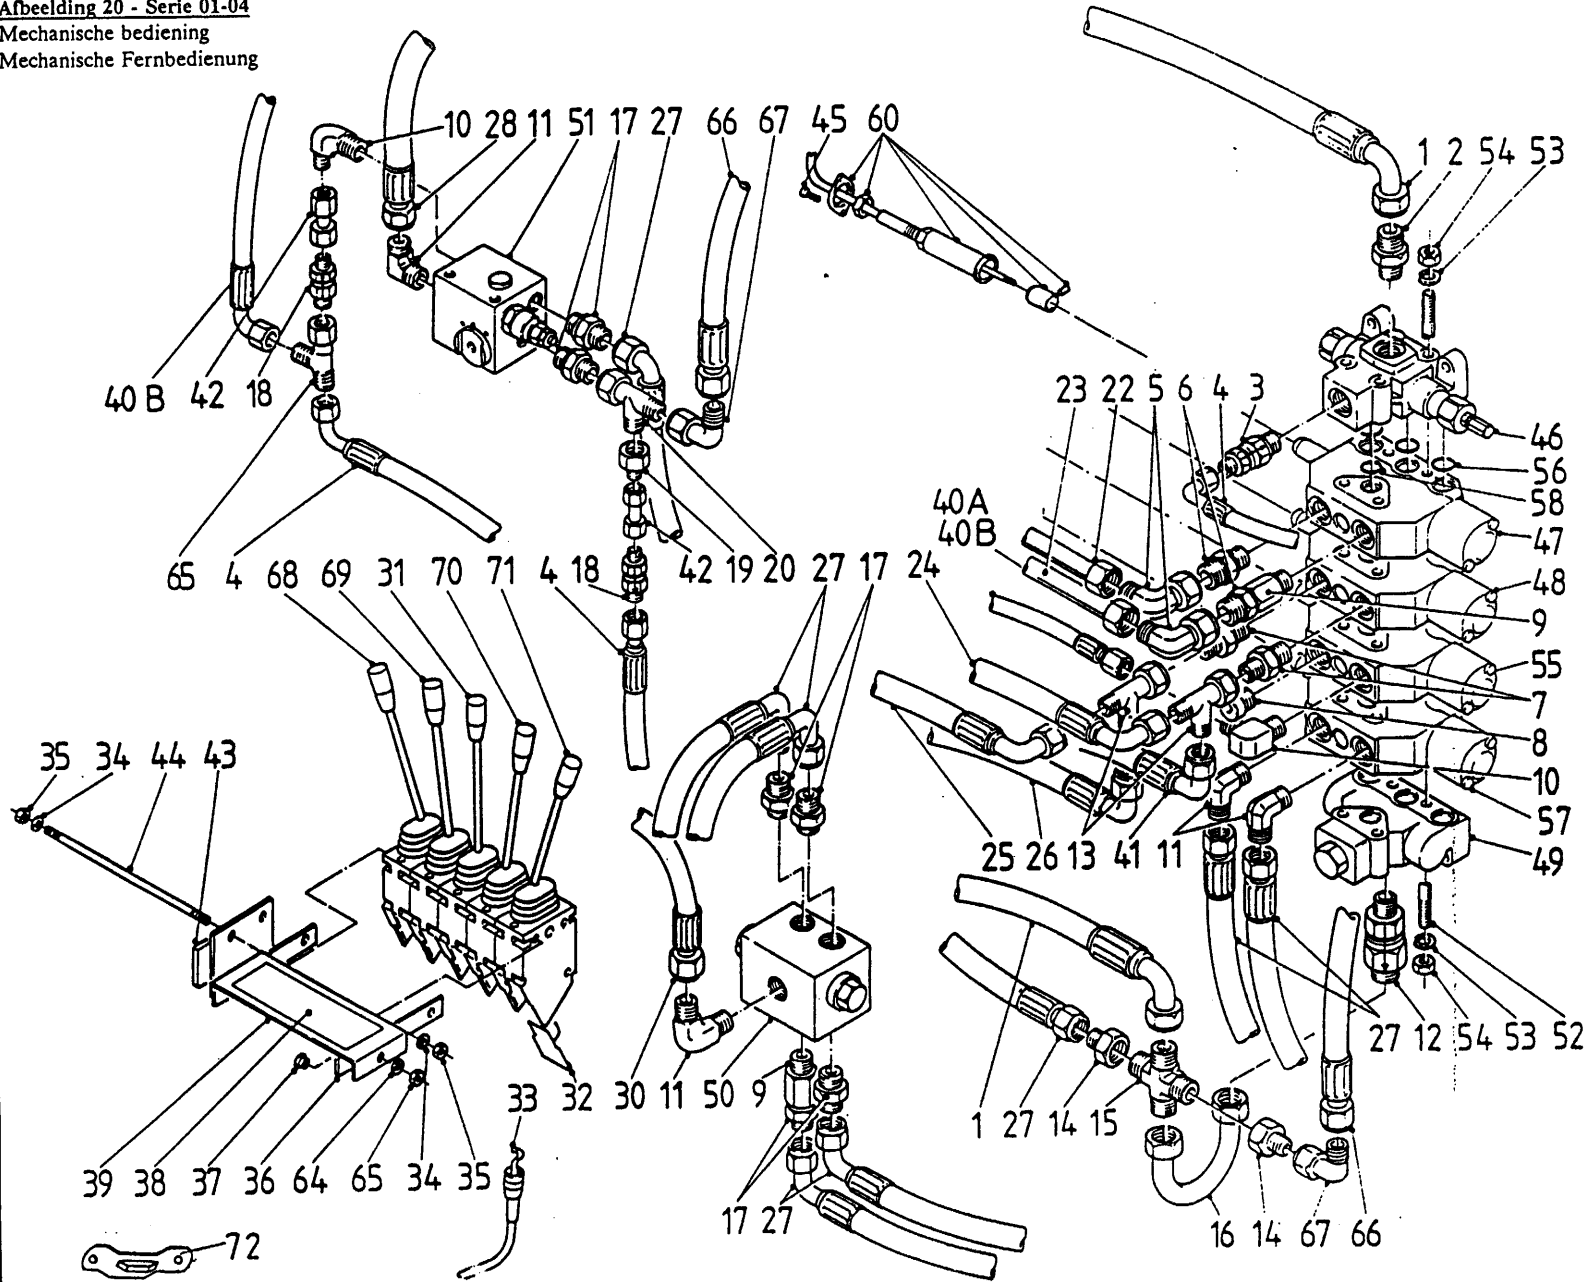 Afbeelding 20 - Serie 01-04
Mechanische bediening
Mechanische Fernbedienung
10 28 11 51 17 27 66 67 45 60
1 2 54 53
40 B 42 18
23 22 5 6 4 3
46
56
58
40A
40B
47
65 4 68 69 31 70 71 4 18 42 19 20 27 17 24
48
9
55
7
8
35 34 44 43
10
57
25 26 13 41 11
49
27 12 54 53 52
33 32 30 11 50 9
1 27 14 15
39 38 37 36 64 65 34 35
17 27
16 14 67 66
72